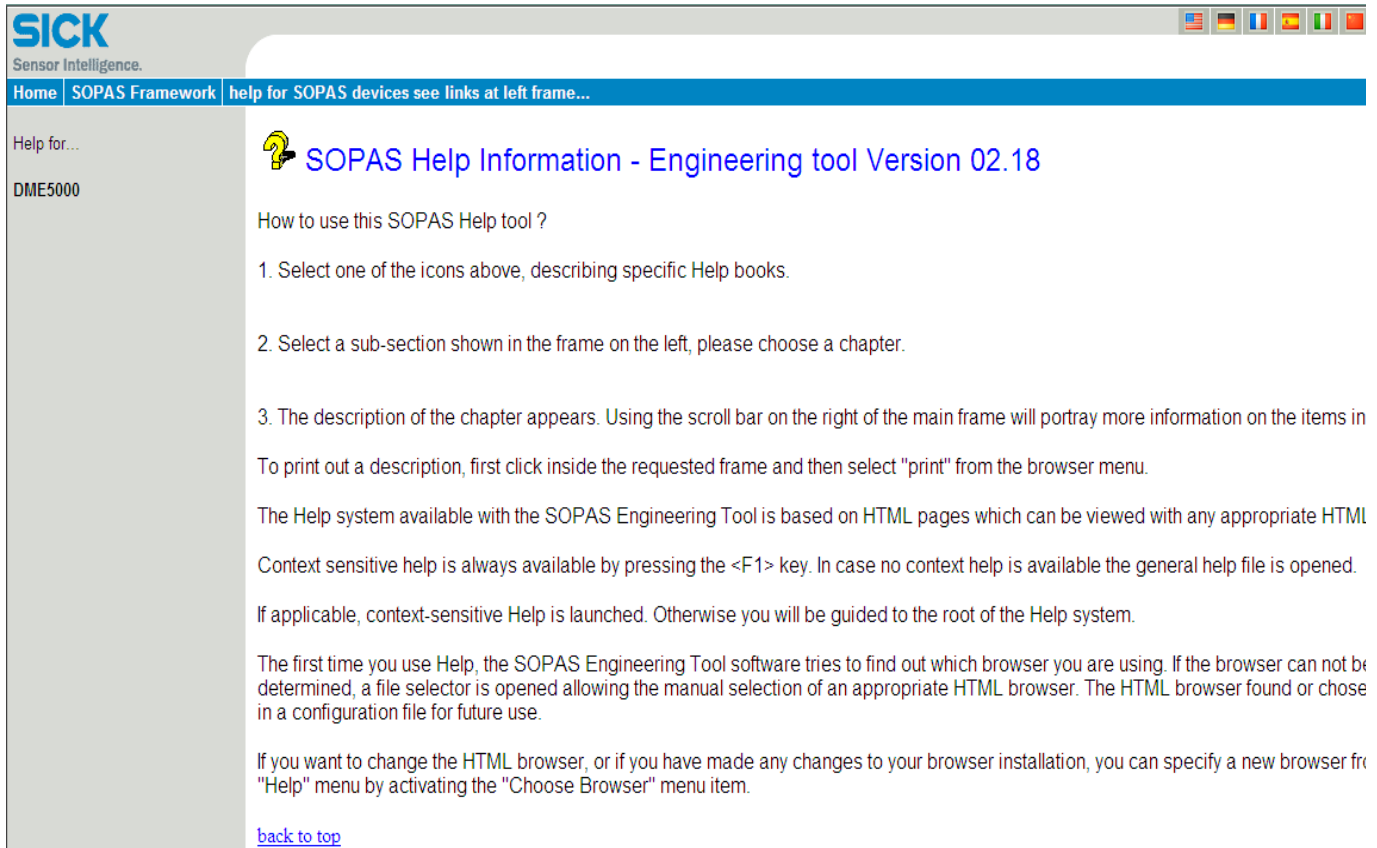 SICK
Sensor Intelligence.
Home SOPAS Framework help for SOPAS devices see links at left frame...
Help for...
DME5000
SOPAS Help Information - Engineering tool Version 02.18
How to use this SOPAS Help tool ?
1. Select one of the icons above, describing specific Help books.
2. Select a sub-section shown in the frame on the left, please choose a chapter.
3. The description of the chapter appears. Using the scroll bar on the right of the main frame will portray more information on the items in
To print out a description, first click inside the requested frame and then select "print" from the browser menu.
The Help system available with the SOPAS Engineering Tool is based on HTML pages which can be viewed with any appropriate HTML
Context sensitive help is always available by pressing the <F1> key. In case no context help is available the general help file is opened.
If applicable, context-sensitive Help is launched. Otherwise you will be guided to the root of the Help system.
The first time you use Help, the SOPAS Engineering Tool software tries to find out which browser you are using. If the browser can not be
determined, a file selector is opened allowing the manual selection of an appropriate HTML browser. The HTML browser found or chose
in a configuration file for future use.
If you want to change the HTML browser, or if you have made any changes to your browser installation, you can specify a new browser
"Help" menu by activating the "Choose Browser" menu item.
back to top